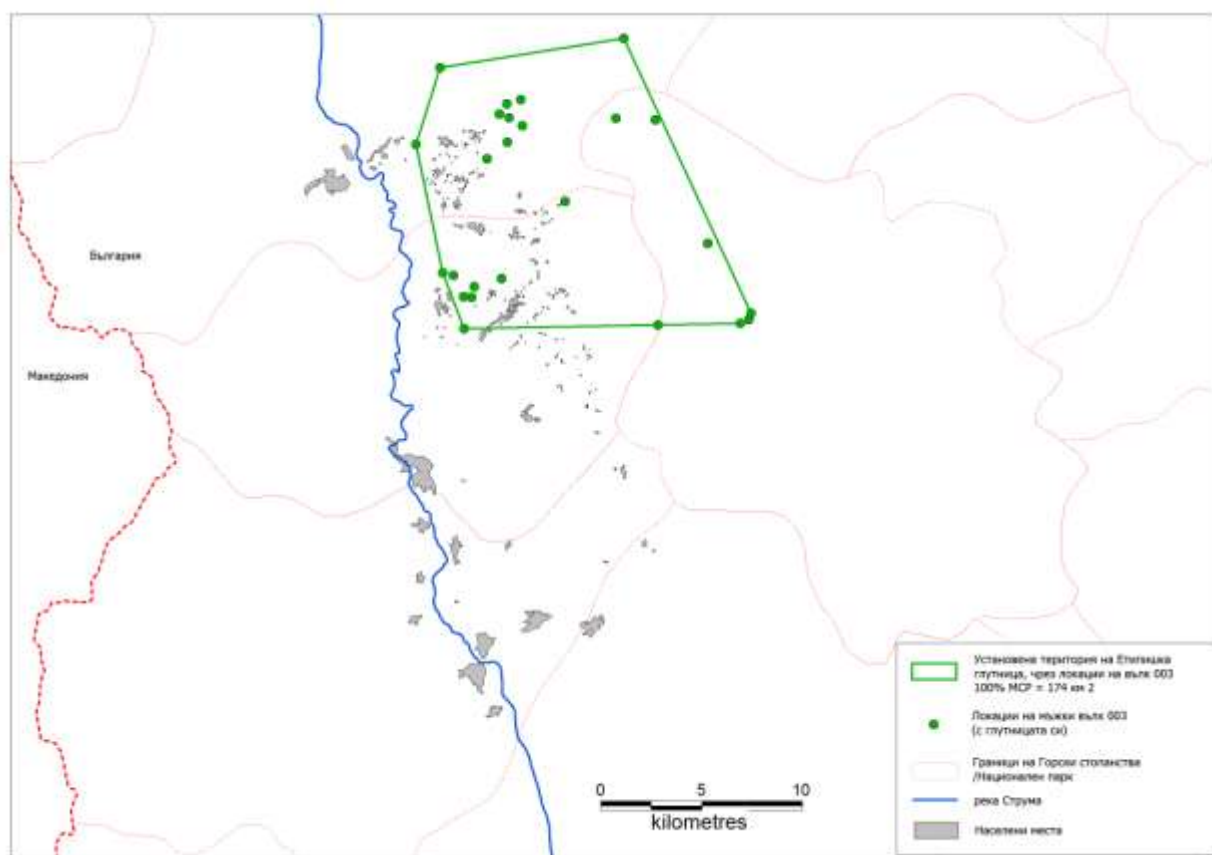 България
Македония
Установена територия на Етипишка
глутница, чрез локации на вълк 003
100% MCP = 174 км 2
Локации на мъжки вълк 003
(с глутницата си)
Граници на Горски стопанства
/Национален парк
река Струма
Населени места
0 5 10
kilometres